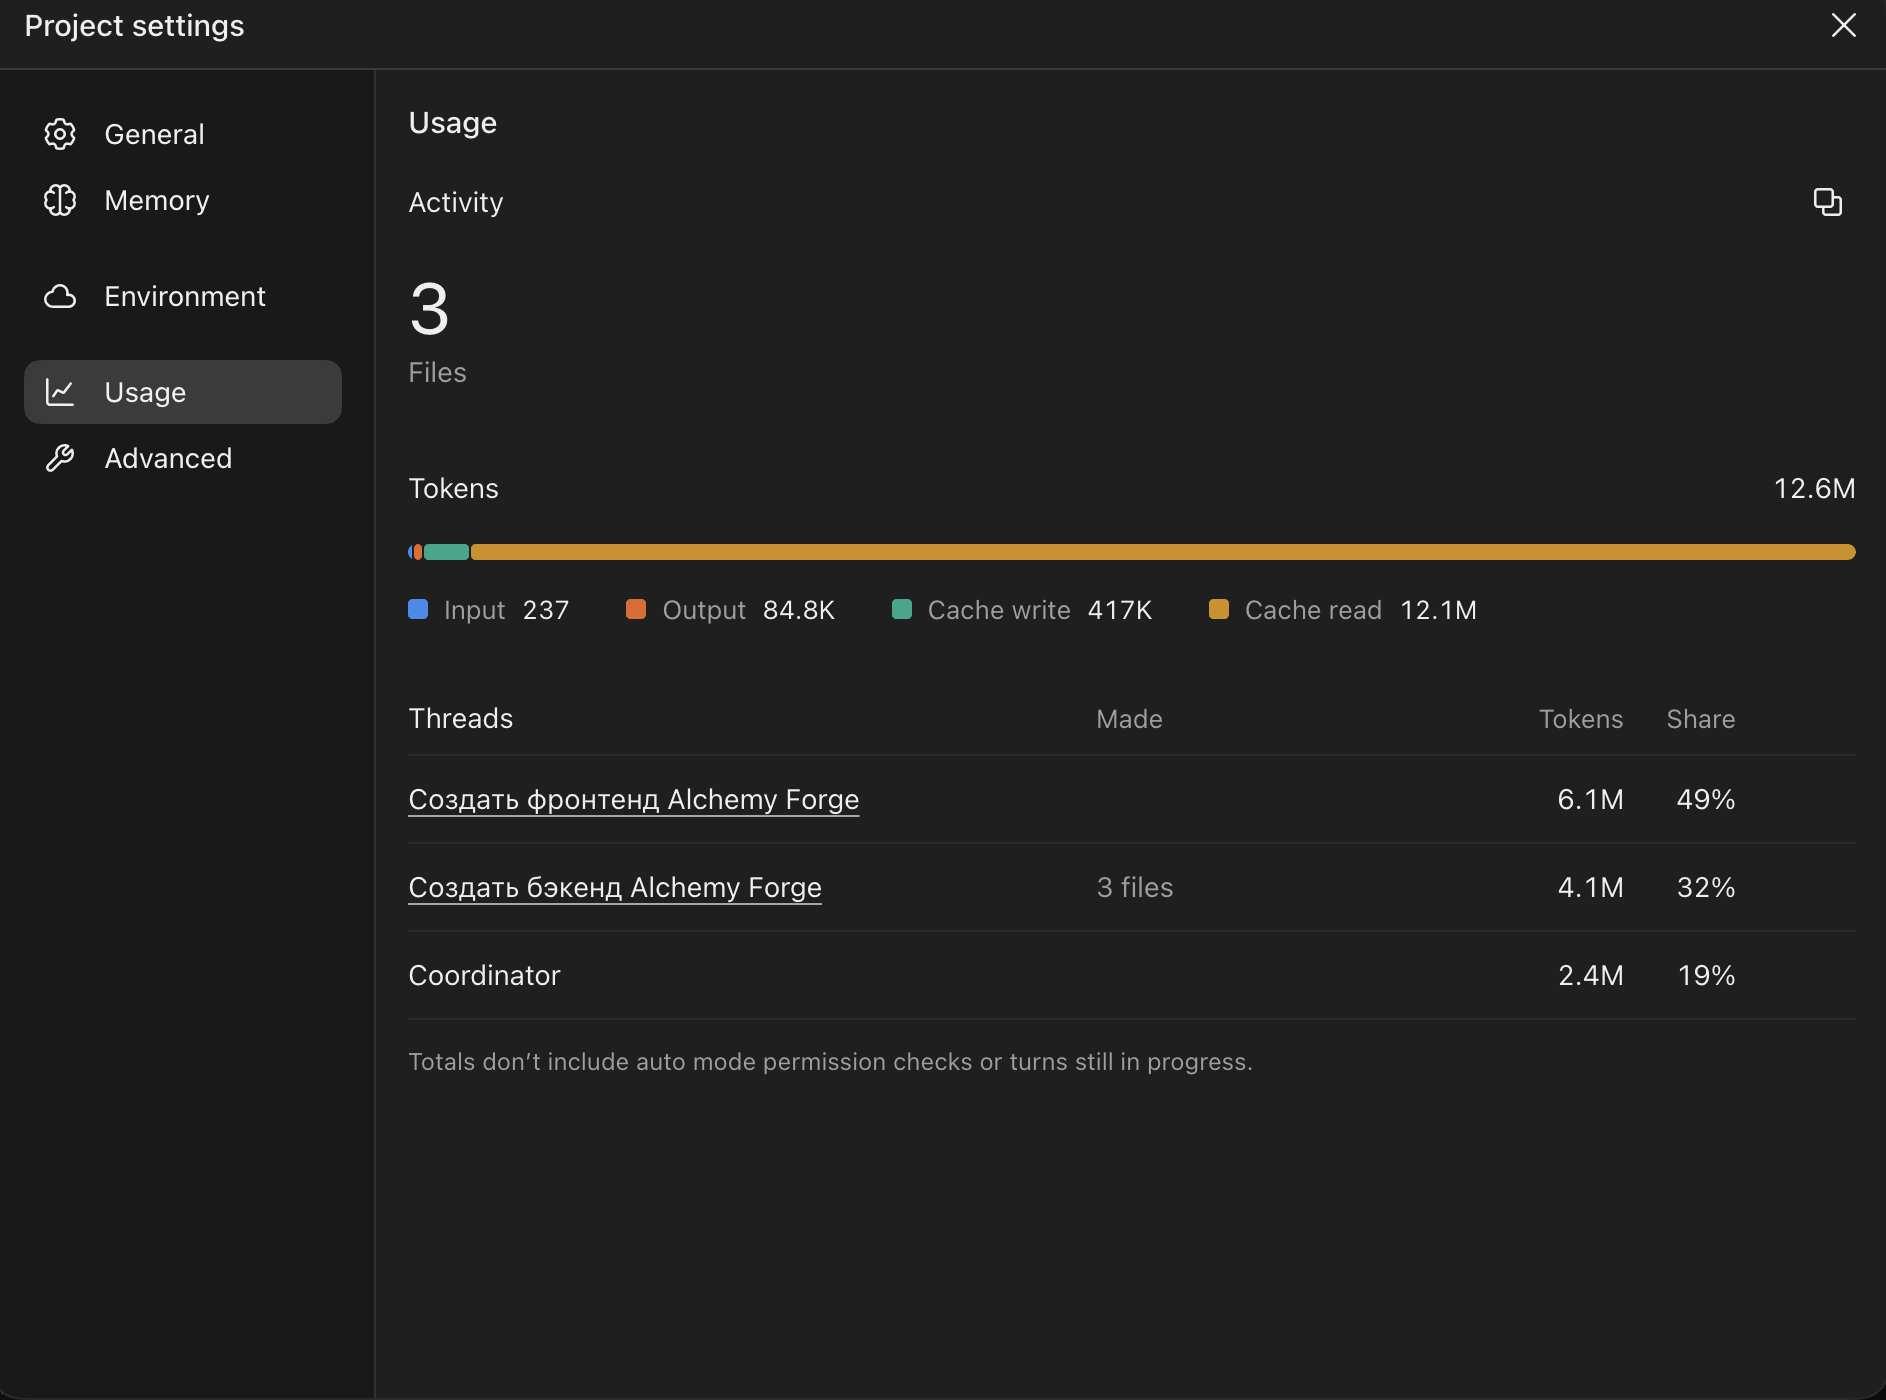 Project settings
General
Memory
Environment
Usage
Advanced
Usage
Activity
3
Files
Tokens 12.6M
Input 237 Output 84.8K Cache write 417K Cache read 12.1M
Threads Made Tokens Share
Создать фронтенд Alchemy Forge 6.1M 49%
Создать бэкенд Alchemy Forge 3 files 4.1M 32%
Coordinator 2.4M 19%
Totals don’t include auto mode permission checks or turns still in progress.